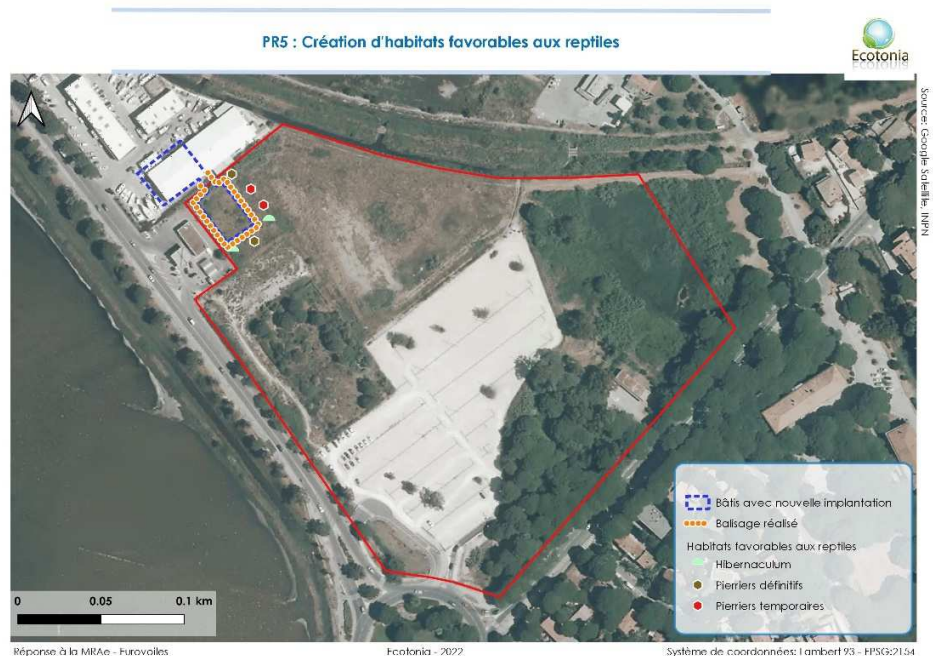 PR5 : Création d'habitats favorables aux reptiles
Ecotonia
Source: Google Satellite, INPN
Bâtis avec nouvelle implantation
Balisage réalisé
Habitats favorables aux reptiles
Hibernaculum
Pierriers définitifs
Pierriers temporaires
0 0.05 0.1 km
Réponse à la MRAe - Eurovoiles
Ecotonia - 2022
Système de coordonnées: Lambert 93 - EPSG:2154